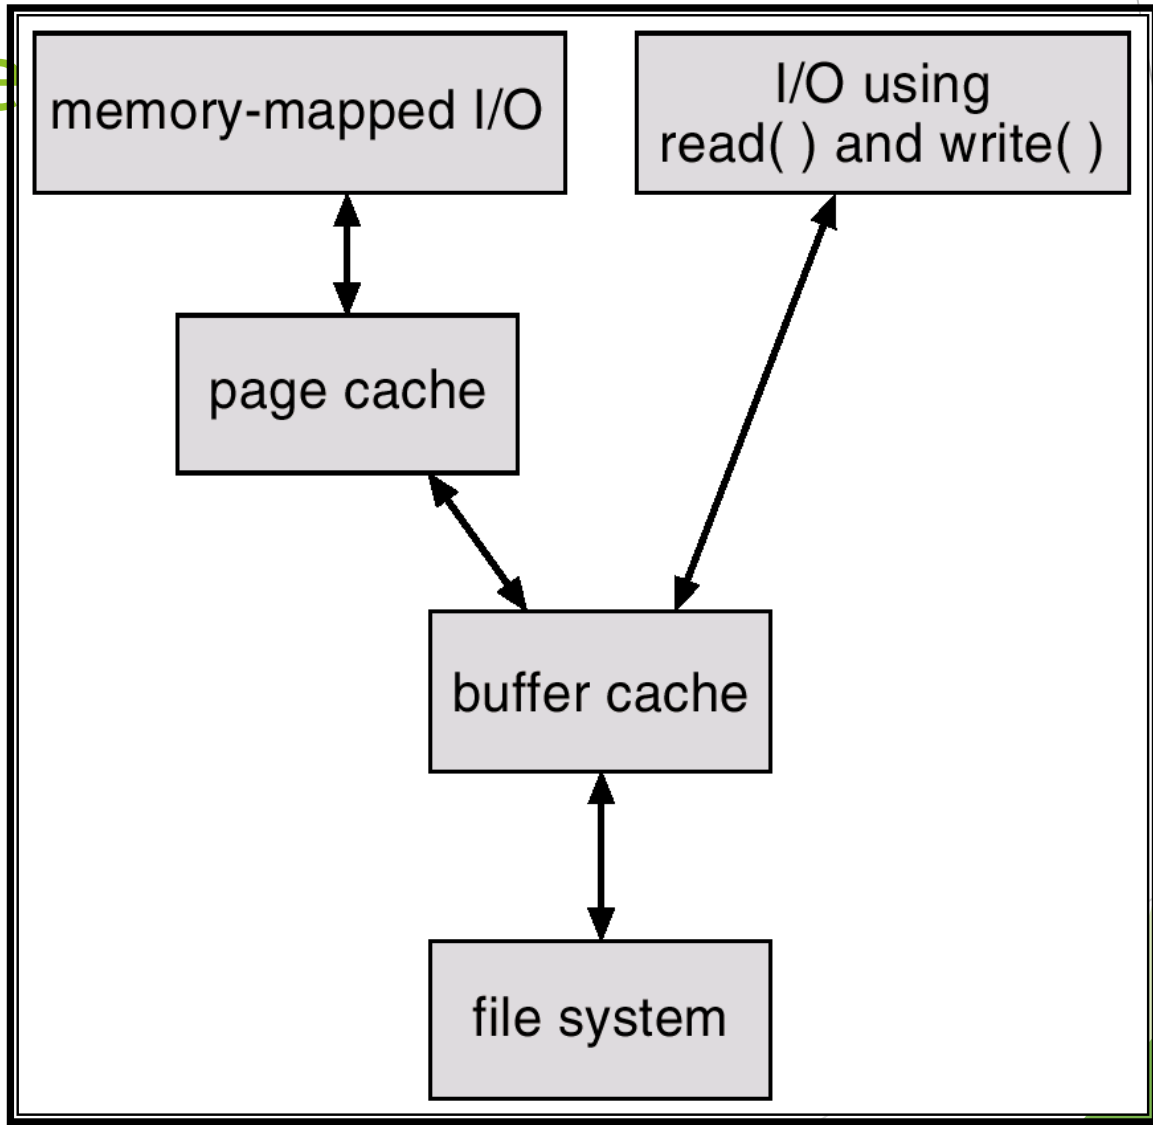 memory-mapped I/O
I/O using
read( ) and write( )
page cache
buffer cache
file system